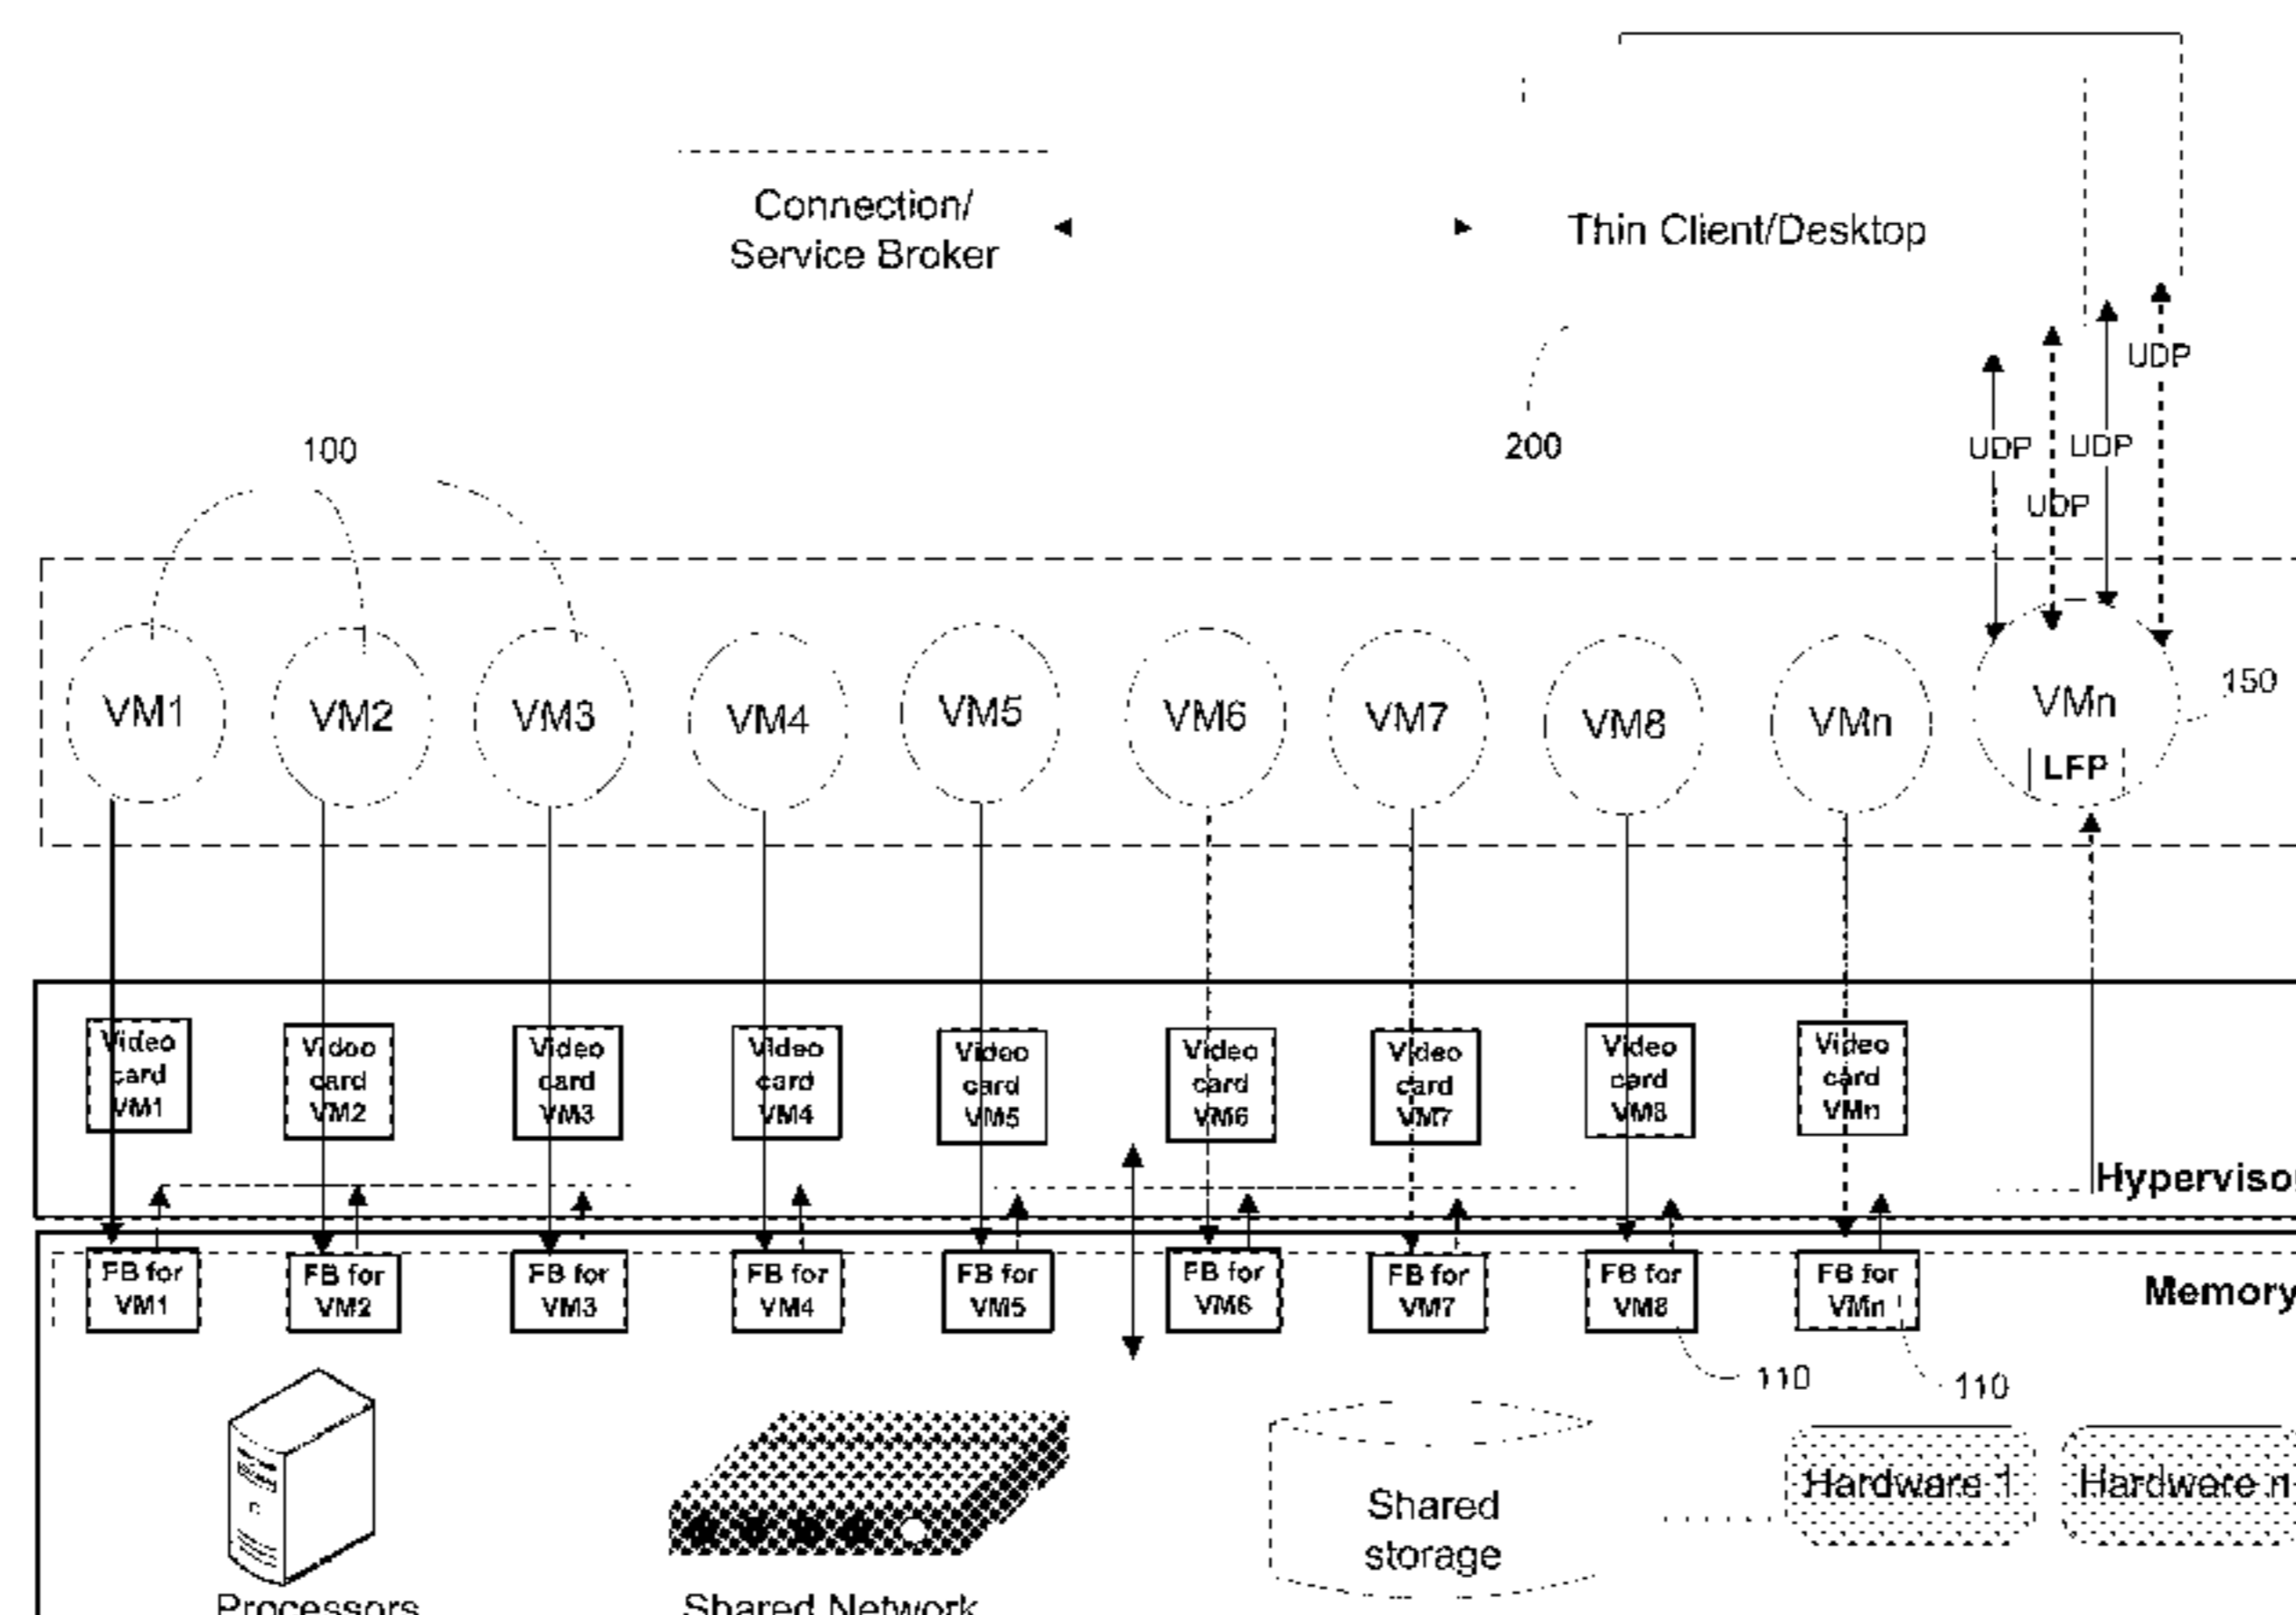 Connection/
Service Broker
Thin Client/Desktop
UDP
UDP
UDP
UDP
100
200
VM1
VM2
VM3
VM4
VM5
VM6
VM7
VM8
VMn
VMn
150
LFP
Video
card
VM1
Video
card
VM2
Video
card
VM3
Video
card
VM4
Video
card
VM5
Video
card
VM6
Video
card
VM7
Video
card
VM8
Video
card
VMn
Hyperviso
FB for
VM1
FB for
VM2
FB for
VM3
FB for
VM4
FB for
VM5
FB for
VM6
FB for
VM7
FB for
VM8
FB for
VMn
Memory
110
110
Hardware 1
Hardware n
Shared
storage
Processors
Shared Network